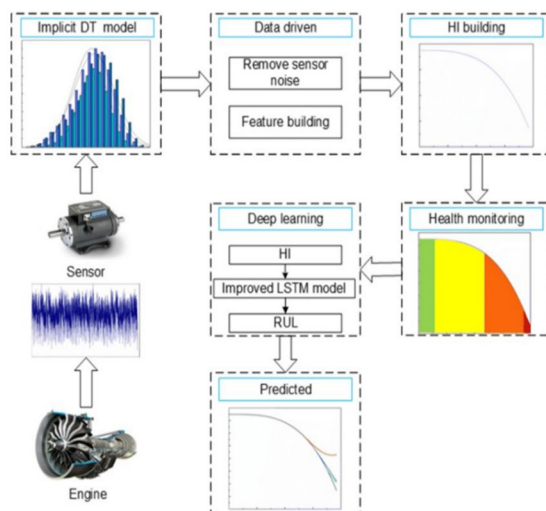 Implicit DT model
Data driven
HI building
Remove sensor
noise
Feature building
Deep learning
Health monitoring
HI
Improved LSTM model
RUL
Sensor
Predicted
Engine